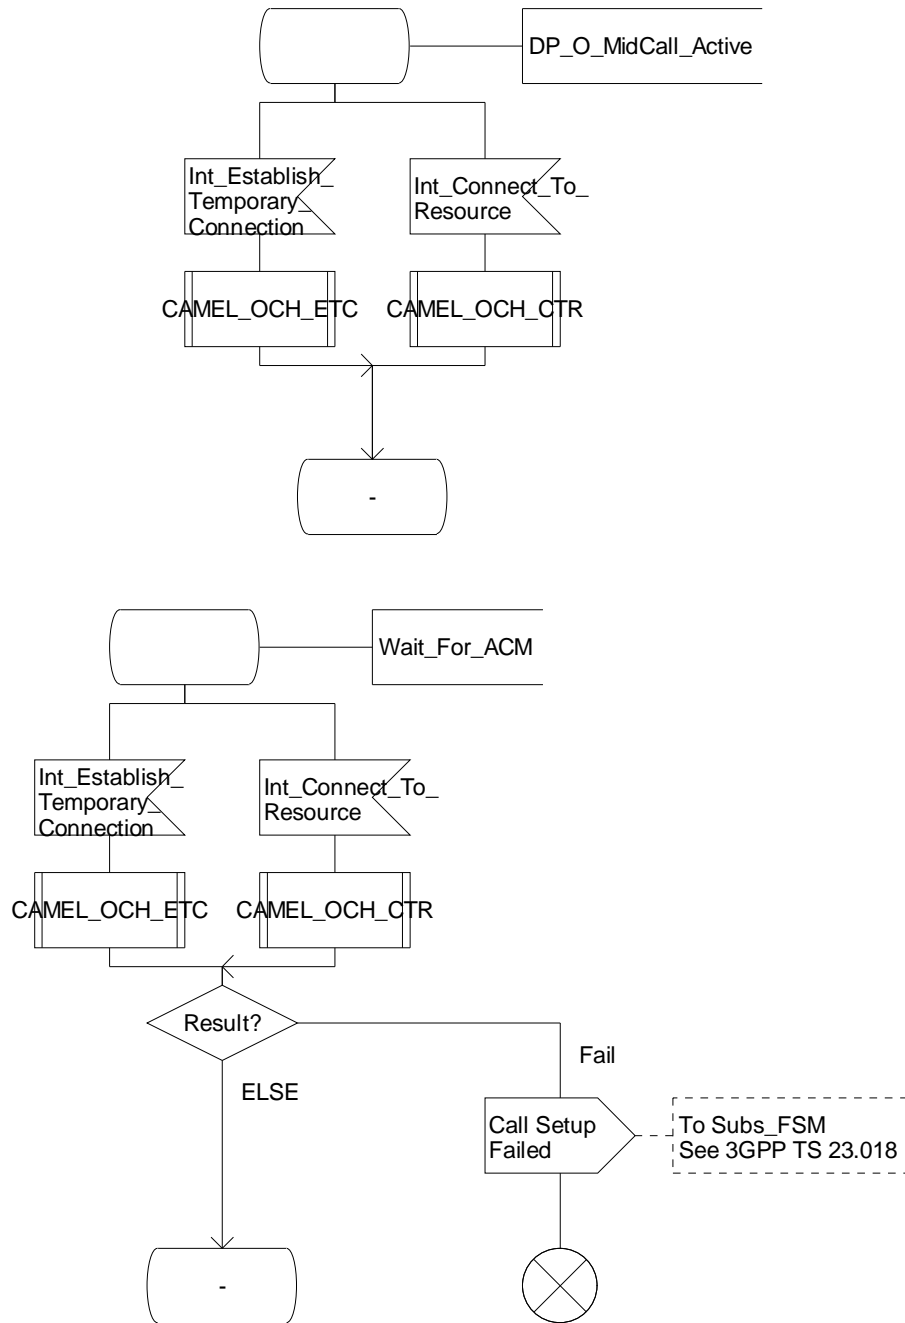 DP_O_MidCall_Active
Int_Establish_
Temporary_
Connection
Int_Connect_To_
Resource
CAMEL_OCH_ETC
CAMEL_OCH_CTR
-
Wait_For_ACM
Int_Establish_
Temporary_
Connection
Int_Connect_To_
Resource
CAMEL_OCH_ETC
CAMEL_OCH_CTR
Result?
Fail
ELSE
Call Setup
Failed
To Subs_FSM
See 3GPP TS 23.018
-